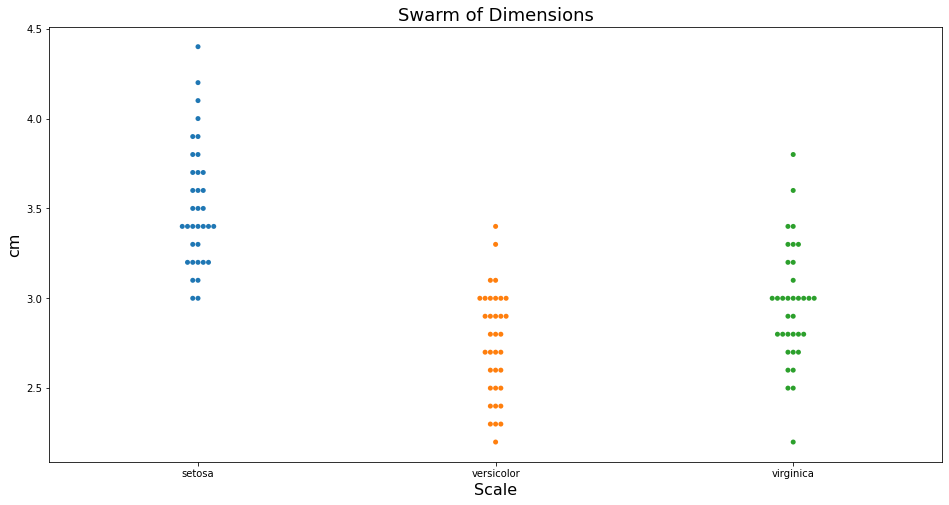 Swarm of Dimensions
4.5
4.0
3.5
3.0
2.5
cm
setosa
versicolor
virginica
Scale